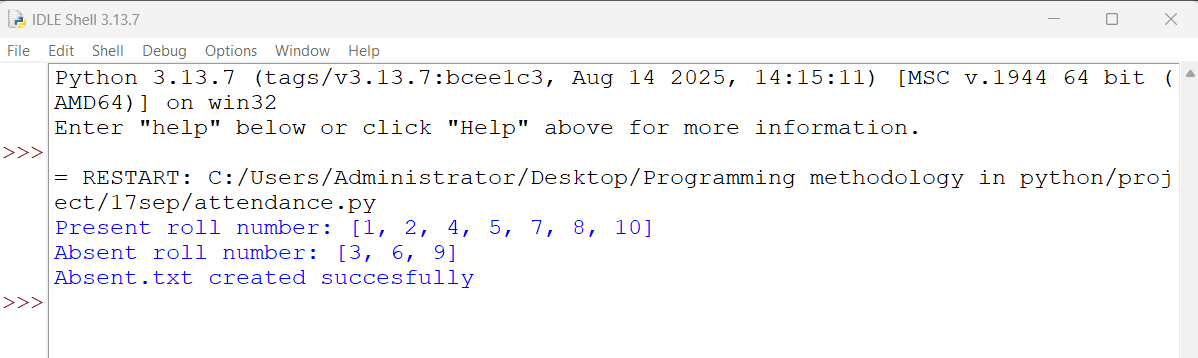 IDLE Shell 3.13.7
File Edit Shell Debug Options Window Help
Python 3.13.7 (tags/v3.13.7:bcee1c3, Aug 14 2025, 14:15:11) [MSC v.1944 64 bit (
AMD64)] on win32
Enter "help" below or click "Help" above for more information.
>>>
= RESTART: C:/Users/Administrator/Desktop/Programming methodology in python/proj
ect/17sep/attendance.py
Present roll number: [1, 2, 4, 5, 7, 8, 10]
Absent roll number: [3, 6, 9]
Absent.txt created succesfully
>>>